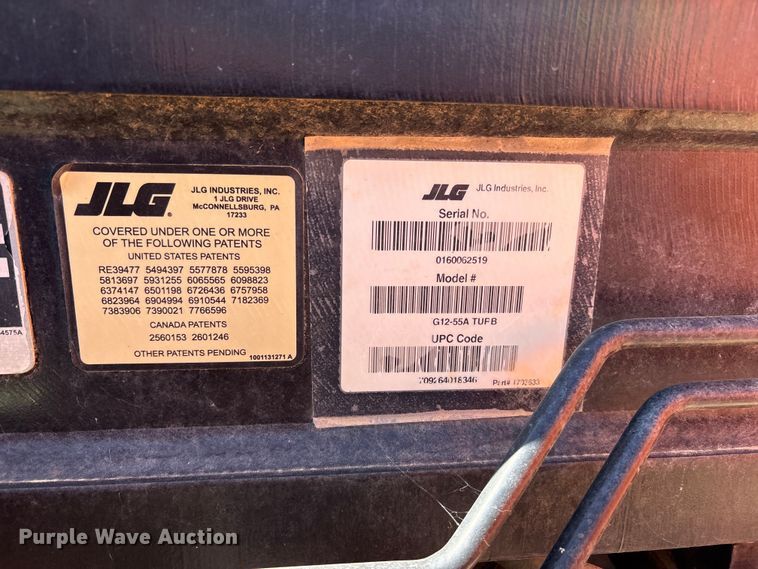 JLG
JLG INDUSTRIES, INC.
1 JLG DRIVE
McCONNELLSBURG, PA
17233
COVERED UNDER ONE OR MORE
OF THE FOLLOWING PATENTS
UNITED STATES PATENTS
RE39477 5494397 5577878 5595398
5813697 5931255 6065565 6098823
6374147 6501198 6726436 6757958
6823964 6904994 6910544 7182369
7383906 7390021 7766596
CANADA PATENTS
2560153 2601246
OTHER PATENTS PENDING
1001131271 A
JLG
JLG Industries, Inc.
Serial No.
0160062519
Model #
G12-55A
UPC Code
Part#
4575A
Purple Wave Auction